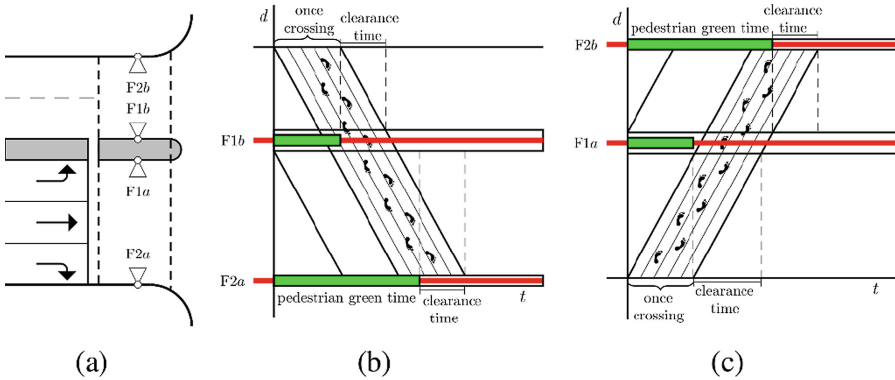 F2b
F1b
F1a
F2a
(a)
d
once
crossing
clearance
time
F1b
F2a
pedestrian green time
clearance
time
t
(b)
d
pedestrian green time
clearance
time
F2b
F1a
once
crossing
clearance
time
t
(c)